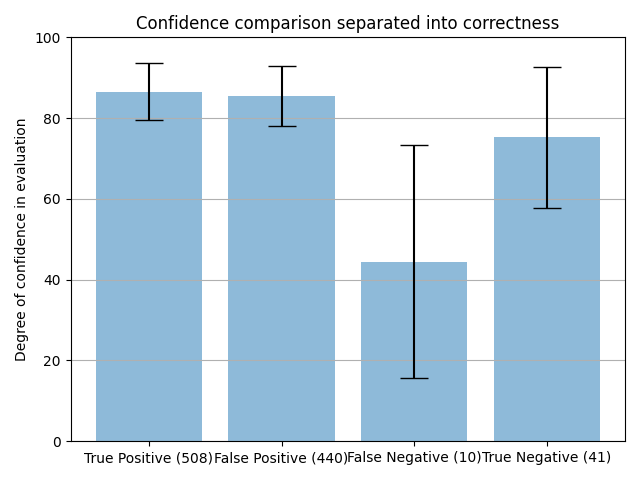 Confidence comparison separated into correctness
Degree of confidence in evaluation
100
80
60
40
20
0
True Positive (508)
False Positive (440)
False Negative (10)
True Negative (41)